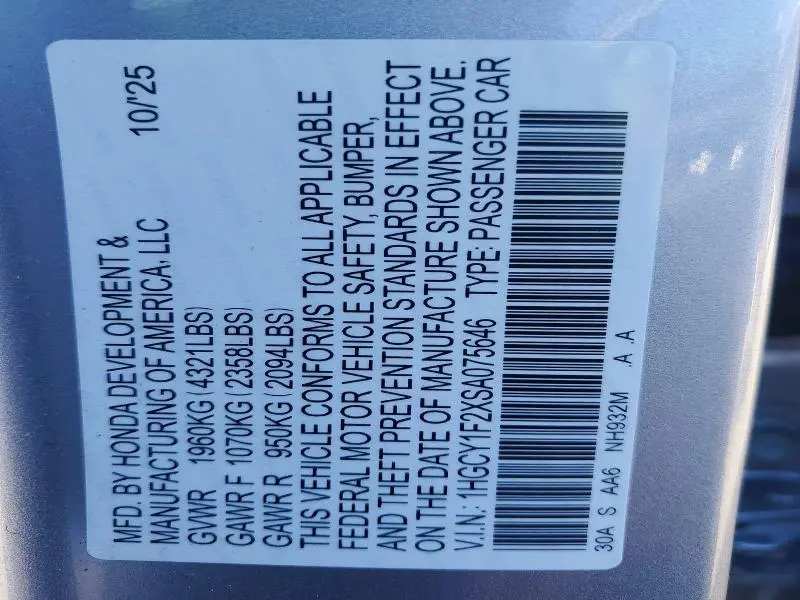 MFD. BY HONDA DEVELOPMENT & 10/'25
MANUFACTURING OF AMERICA, LLC
GVWR 1960KG (4321LBS)
GAWR F 1070KG (2358LBS)
GAWR R 950KG (2094LBS)
THIS VEHICLE CONFORMS TO ALL APPLICABLE
FEDERAL MOTOR VEHICLE SAFETY, BUMPER,
AND THEFT PREVENTION STANDARDS IN EFFECT
ON THE DATE OF MANUFACTURE SHOWN ABOVE.
V.I.N.: 1HGCY1F2XSA075646 TYPE: PASSENGER CAR
30A S AA6 NH932M .A .A